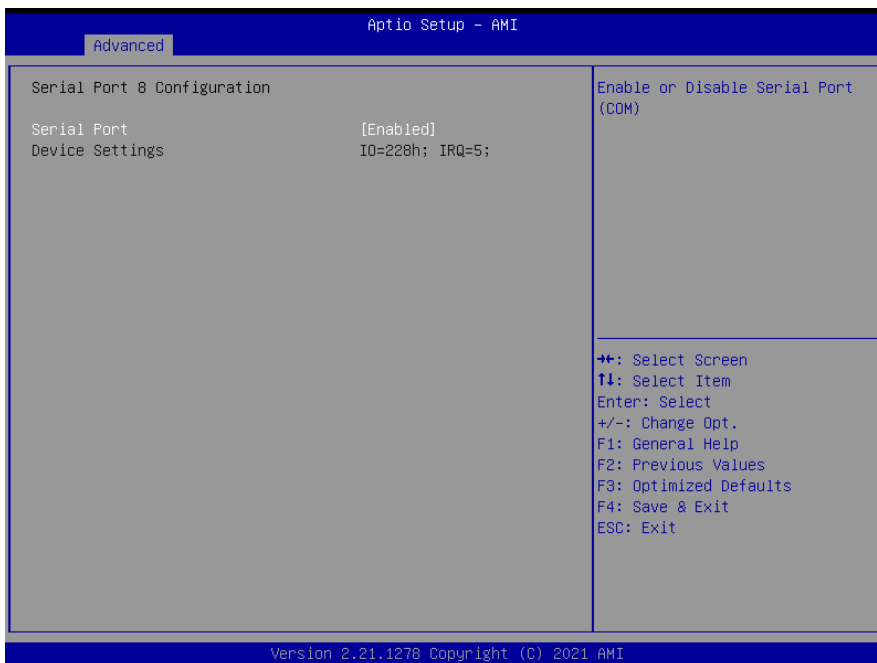 Aptio Setup – AMI
Advanced
Serial Port 8 Configuration
Serial Port [Enabled]
Device Settings IO=228h; IRQ=5;
Enable or Disable Serial Port
(COM)
→←: Select Screen
↑↓: Select Item
Enter: Select
+/-: Change Opt.
F1: General Help
F2: Previous Values
F3: Optimized Defaults
F4: Save & Exit
ESC: Exit
Version 2.21.1278 Copyright (C) 2021 AMI